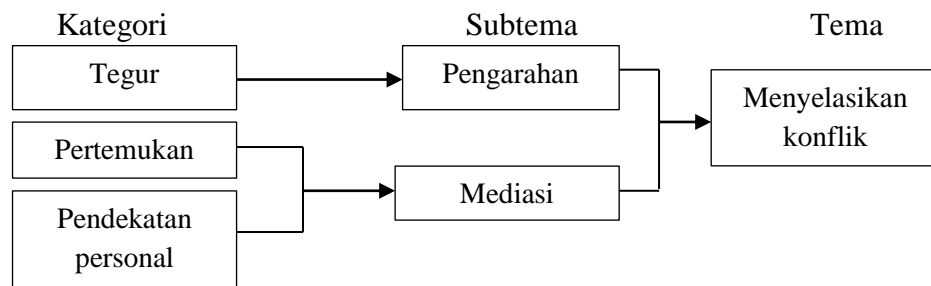 Kategori
Subtema
Tema
Tegur
Pengarahan
Menyelasikan
konflik
Pertemukan
Mediasi
Pendekatan
personal